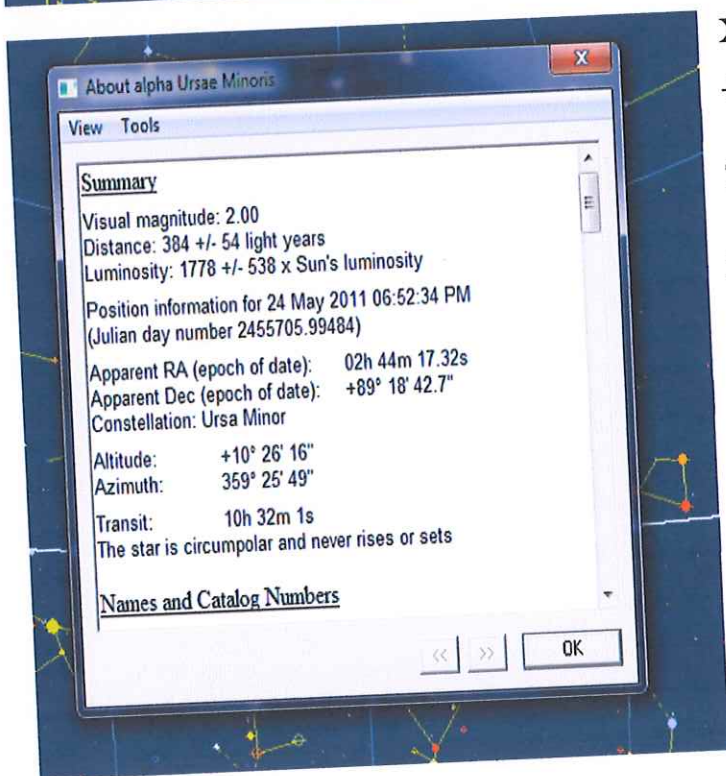 About alpha Ursae Minoris
X
View Tools
Summary
Visual magnitude: 2.00
Distance: 384 +/- 54 light years
Luminosity: 1778 +/- 538 x Sun's luminosity
Position information for 24 May 2011 06:52:34 PM
(Julian day number 2455705.99484)
Apparent RA (epoch of date): 02h 44m 17.32s
Apparent Dec (epoch of date): +89° 18' 42.7"
Constellation: Ursa Minor
Altitude: +10° 26' 16"
Azimuth: 359° 25' 49"
Transit: 10h 32m 1s
The star is circumpolar and never rises or sets
Names and Catalog Numbers
<< >> OK